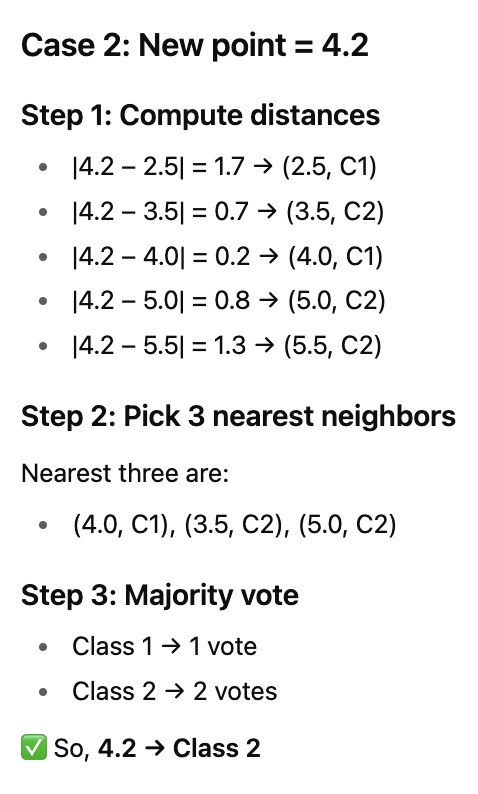 Case 2: New point = 4.2
Step 1: Compute distances
• |4.2 – 2.5| = 1.7 → (2.5, C1)
• |4.2 – 3.5| = 0.7 → (3.5, C2)
• |4.2 – 4.0| = 0.2 → (4.0, C1)
• |4.2 – 5.0| = 0.8 → (5.0, C2)
• |4.2 – 5.5| = 1.3 → (5.5, C2)
Step 2: Pick 3 nearest neighbors
Nearest three are:
• (4.0, C1), (3.5, C2), (5.0, C2)
Step 3: Majority vote
• Class 1 → 1 vote
• Class 2 → 2 votes
✅ So, 4.2 → Class 2